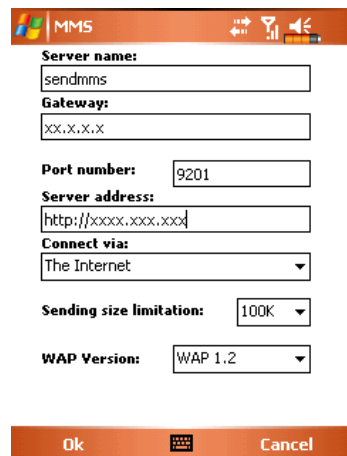 MMS
Server name:
sendmms
Gateway:
xx.x.x.x
Port number: 9201
Server address:
http://xxxx.xxx.xxx
Connect via:
The Internet
Sending size limitation: 100K
WAP Version: WAP 1.2
Ok Cancel